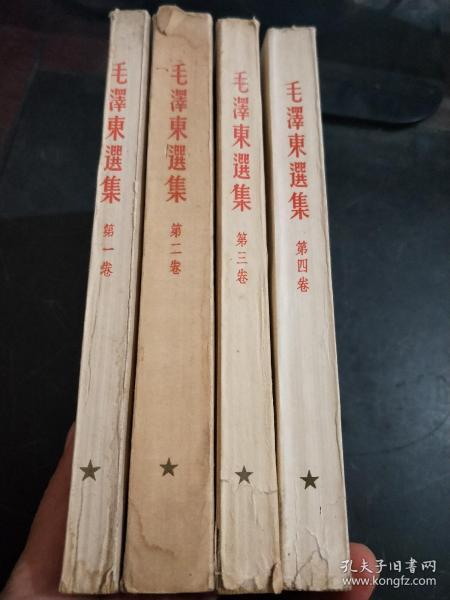 毛澤東選集
第一卷
毛澤東選集
第二卷
毛澤東選集
第三卷
毛澤東選集
第四卷
孔夫子旧书网
kongfz.com